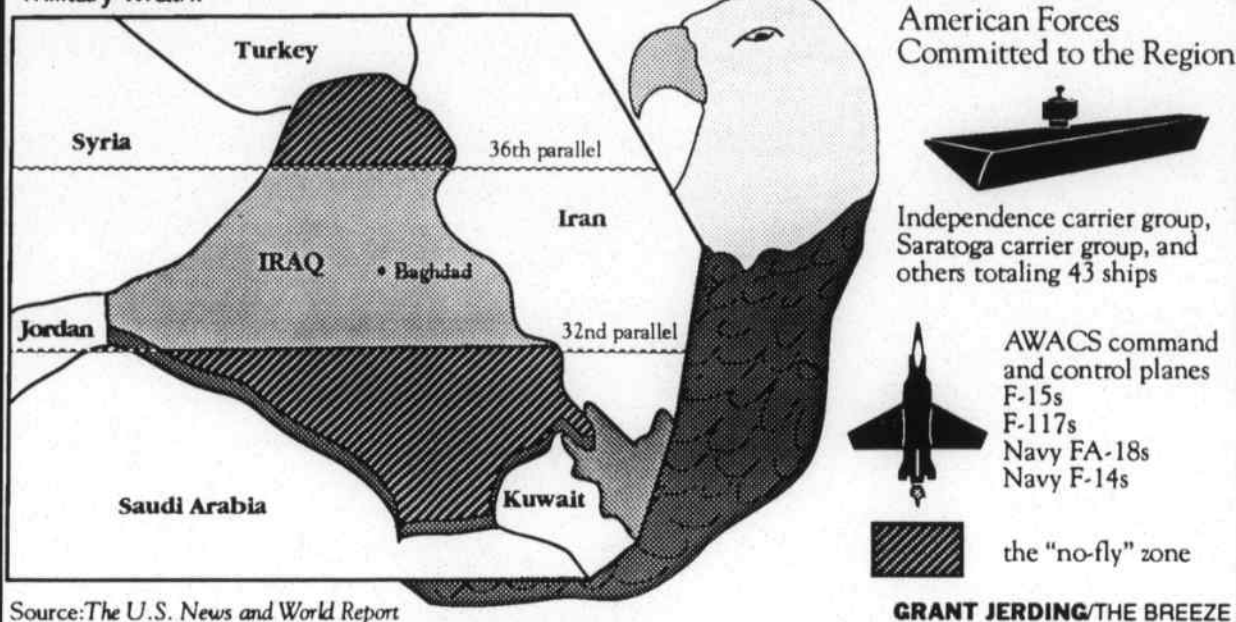 Turkey
Syria
36th parallel
Iran
IRAQ
Baghdad
Jordan
32nd parallel
Saudi Arabia
Kuwait
American Forces
Committed to the Region
Independence carrier group,
Saratoga carrier group, and
others totaling 43 ships
AWACS command
and control planes
F-15s
F-117s
Navy FA-18s
Navy F-14s
the "no-fly" zone
Source:The U.S. News and World Report
GRANT JERDING/THE BREEZE